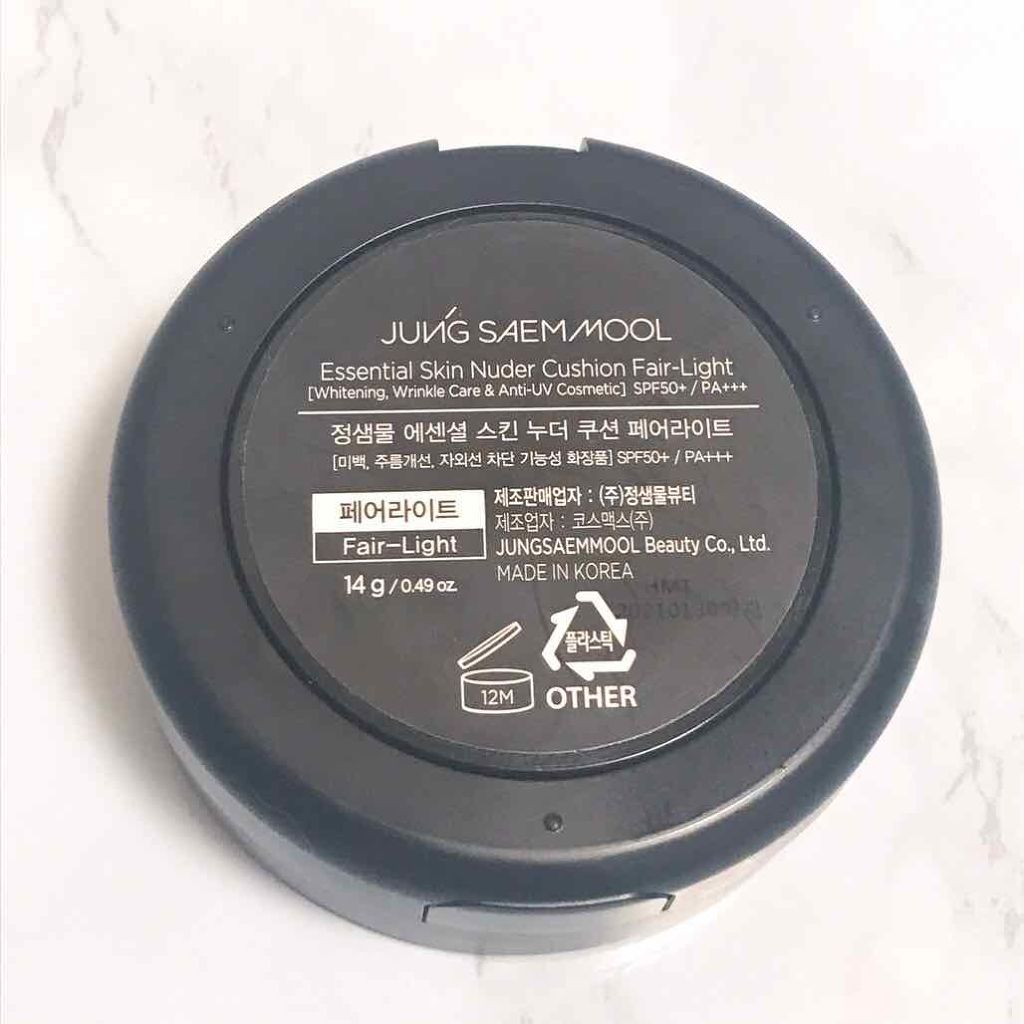 JUNG SAEMMOOL
Essential Skin Nuder Cushion Fair-Light
[Whitening, Wrinkle Care & Anti-UV Cosmetic] SPF50+ / PA+++
정샘물 에센셜 스킨 누더 쿠션 페어라이트
[미백, 주름개선, 자외선 차단 기능성 화장품] SPF50+ / PA+++
페어라이트
Fair-Light
14 g / 0.49 oz.
제조판매업자 : (주)정샘물뷰티
제조업자 : 코스맥스(주)
JUNGSAEMMOOL Beauty Co., Ltd.
MADE IN KOREA
플라스틱
12M
OTHER